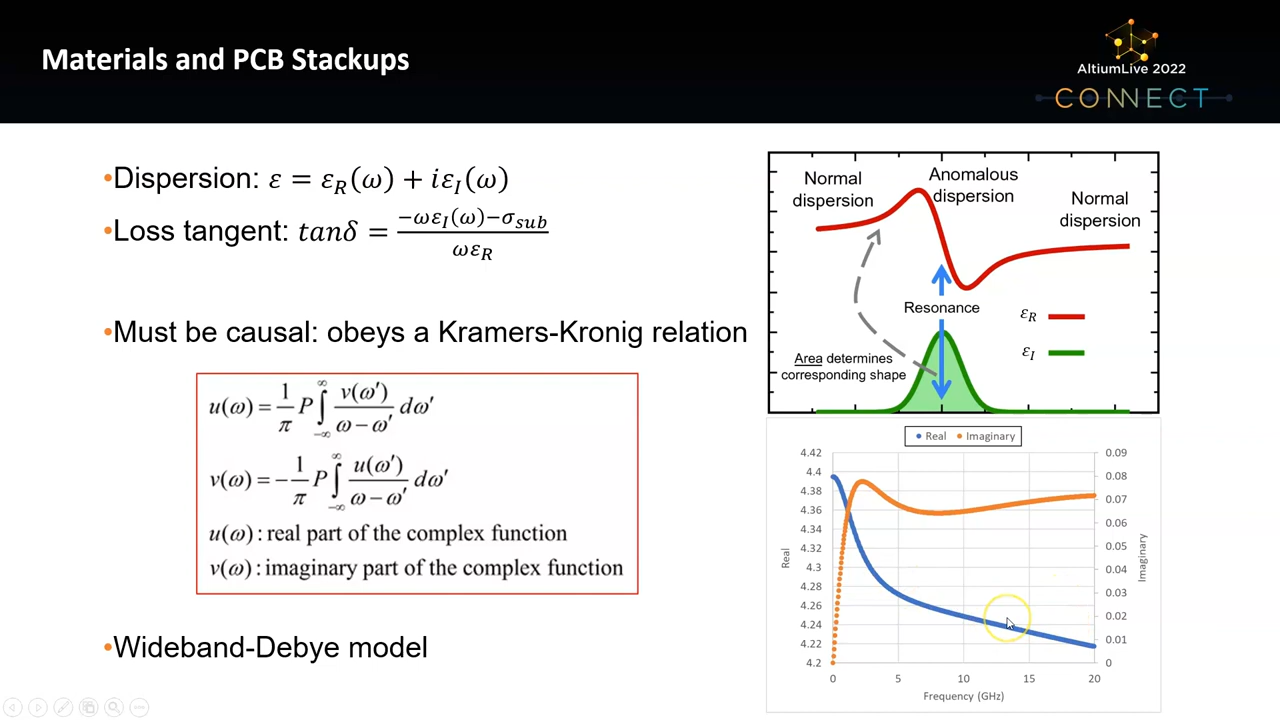 Materials and PCB Stackups
AltiumLive 2022
CONNECT
•Dispersion: ε = ε_R(ω) + iε_I(ω)
•Loss tangent: tanδ = (−ωε_I(ω)−σ_sub)/(ωε_R)
•Must be causal: obeys a Kramers-Kronig relation
u(ω) = 1/π P ∫_{−∞}^{∞} v(ω′)/(ω − ω′) dω′
v(ω) = − 1/π P ∫_{−∞}^{∞} u(ω′)/(ω − ω′) dω′
u(ω) : real part of the complex function
v(ω) : imaginary part of the complex function
•Wideband-Debye model
Normal
dispersion
Anomalous
dispersion
Normal
dispersion
Resonance
ε_R
ε_I
Area determines
corresponding shape
Real Imaginary
4.42
4.4
4.38
4.36
4.34
4.32
4.3
4.28
4.26
4.24
4.22
4.2
Real
0.09
0.08
0.07
0.06
0.05
0.04
0.03
0.02
0.01
0
Imaginary
0 5 10 15 20
Frequency (GHz)